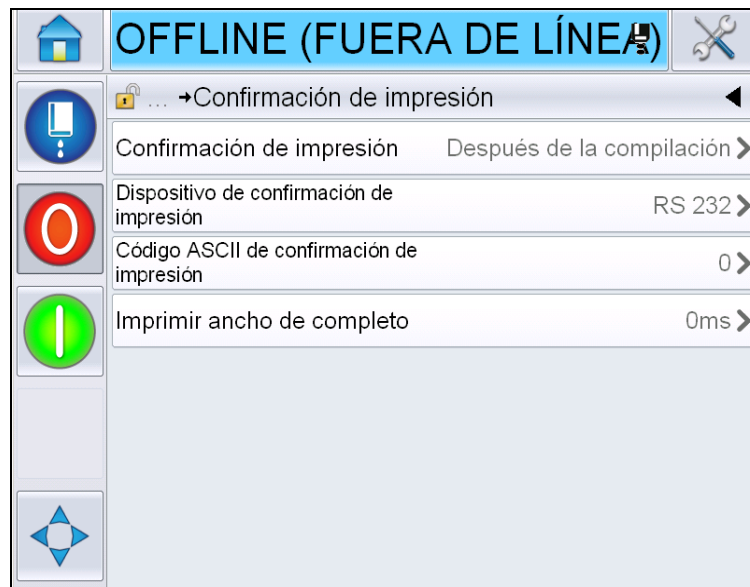 OFFLINE (FUERA DE LÍNEA)
... →Confirmación de impresión
Confirmación de impresión Después de la compilación
Dispositivo de confirmación de
impresión RS 232
Código ASCII de confirmación de
impresión 0
Imprimir ancho de completo 0ms